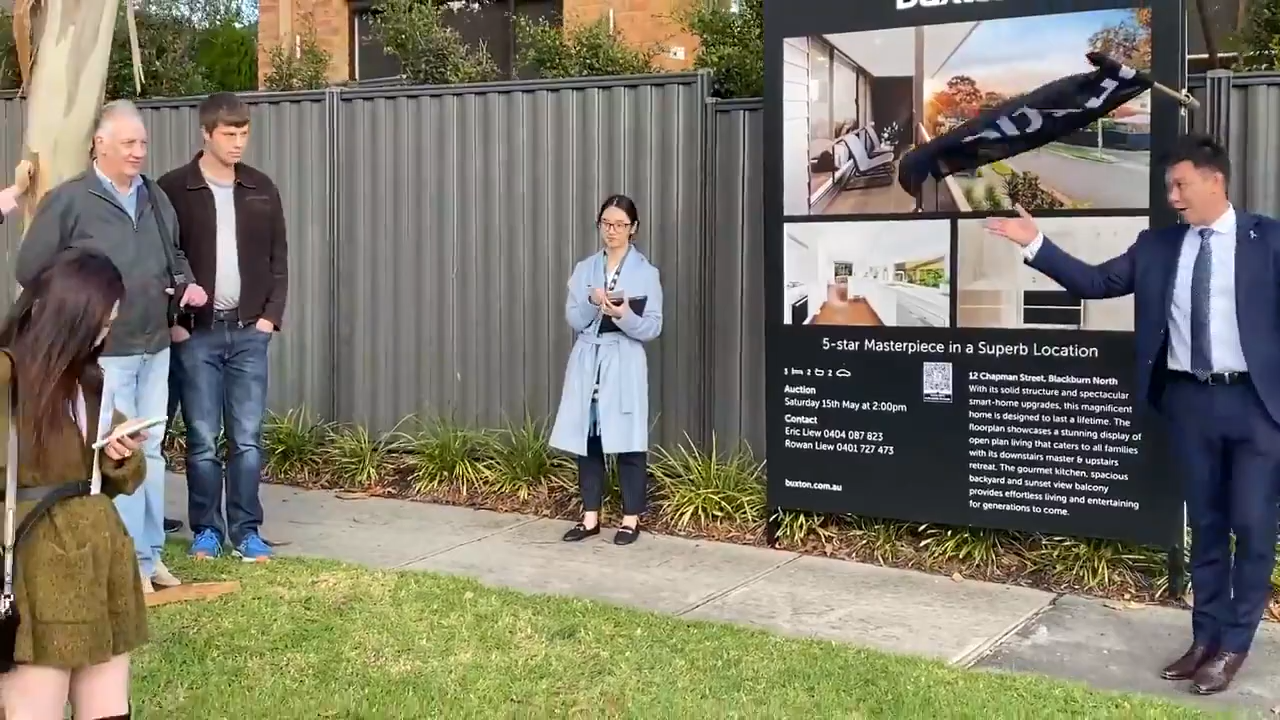 5-star Masterpiece in a Superb Location
3 2 2
Auction
Saturday 15th May at 2:00pm
Contact
Eric Liew 0404 087 823
Rowan Liew 0401 727 473
buxton.com.au
12 Chapman Street, Blackburn North
With its solid structure and spectacular
smart-home upgrades, this magnificent
home is designed to last a lifetime. The
floorplan showcases a stunning display of
open plan living that caters to all families
with its downstairs master & upstairs
retreat. The gourmet kitchen, spacious
backyard and sunset view balcony
provides effortless living and entertaining
for generations to come.